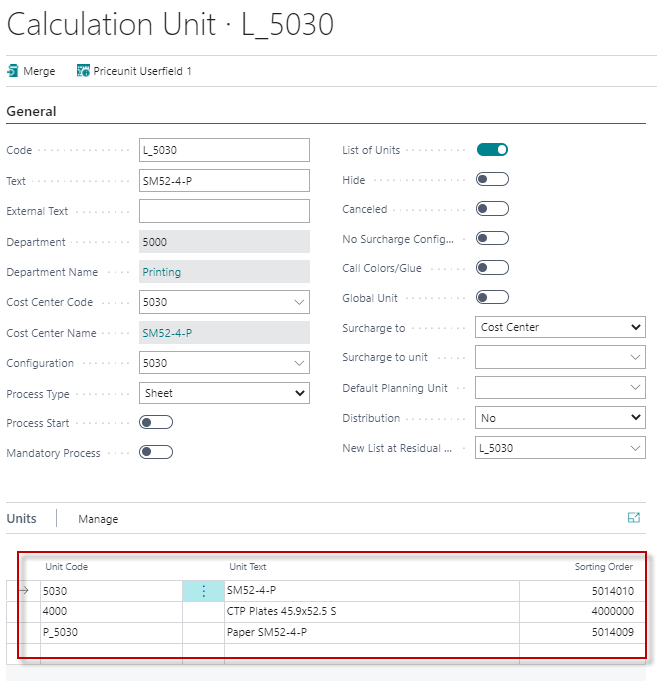 Calculation Unit · L_5030
Merge Priceunit Userfield 1
General
Code L_5030
Text SM52-4-P
External Text
Department 5000
Department Name Printing
Cost Center Code 5030
Cost Center Name SM52-4-P
Configuration 5030
Process Type Sheet
Process Start
Mandatory Process
List of Units
Hide
Canceled
No Surcharge Config...
Call Colors/Glue
Global Unit
Surcharge to Cost Center
Surcharge to unit
Default Planning Unit
Distribution No
New List at Residual ... L_5030
Units Manage
Unit Code Unit Text Sorting Order
5030 SM52-4-P 5014010
4000 CTP Plates 45.9x52.5 S 4000000
P_5030 Paper SM52-4-P 5014009